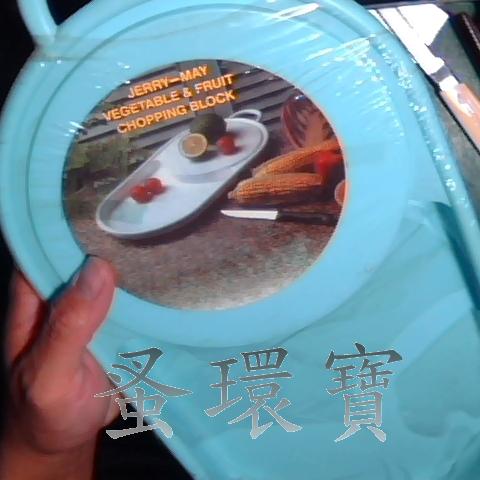 JERRY-MAY
VEGETABLE & FRUIT
CHOPPING BLOCK
蚤環寶